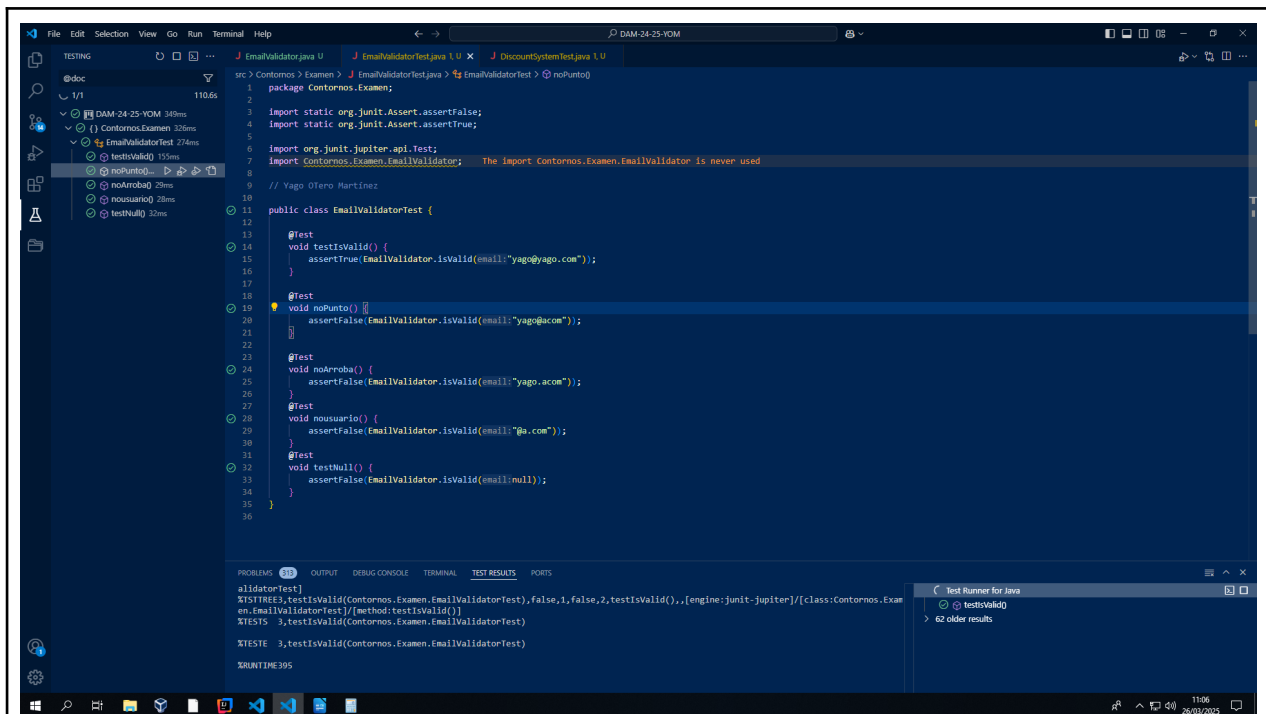 File Edit Selection View Go Run Terminal Help
DAM-24-25-YOM
TESTING
@doc
1/1 110.6s
DAM-24-25-YOM 349ms
{} Contornos.Examen 326ms
EmailValidatorTest 274ms
testIsValid() 155ms
noPunto()...
noArroba() 29ms
nousuario() 28ms
testNull() 32ms
J EmailValidator.java U
J EmailValidatorTest.java 1, U
J DiscountSystemTest.java 1, U
src > Contornos > Examen > J EmailValidatorTest.java > EmailValidatorTest > noPunto()
1 package Contornos.Examen;
2
3 import static org.junit.Assert.assertFalse;
4 import static org.junit.Assert.assertTrue;
5
6 import org.junit.jupiter.api.Test;
7 import Contornos.Examen.EmailValidator; The import Contornos.Examen.EmailValidator is never used
8
9 // Yago OTero Martínez
10
11 public class EmailValidatorTest {
12
13 @Test
14 void testIsValid() {
15 assertTrue(EmailValidator.isValid(email:"yago@yago.com"));
16 }
17
18 @Test
19 void noPunto() {
20 assertFalse(EmailValidator.isValid(email:"yago@acom"));
21 }
22
23 @Test
24 void noArroba() {
25 assertFalse(EmailValidator.isValid(email:"yago.acom"));
26 }
27 @Test
28 void nousuario() {
29 assertFalse(EmailValidator.isValid(email:"@a.com"));
30 }
31 @Test
32 void testNull() {
33 assertFalse(EmailValidator.isValid(email:null));
34 }
35 }
36
PROBLEMS 313 OUTPUT DEBUG CONSOLE TERMINAL TEST RESULTS PORTS
alidatorTest]
%TSTTREE3,testIsValid(Contornos.Examen.EmailValidatorTest),false,1,false,2,testIsValid(),,[engine:junit-jupiter]/[class:Contornos.Exam
en.EmailValidatorTest]/[method:testIsValid()]
%TESTS 3,testIsValid(Contornos.Examen.EmailValidatorTest)
%TESTE 3,testIsValid(Contornos.Examen.EmailValidatorTest)
%RUNTIME395
Test Runner for Java
testIsValid()
> 62 older results
11:06
26/03/2025